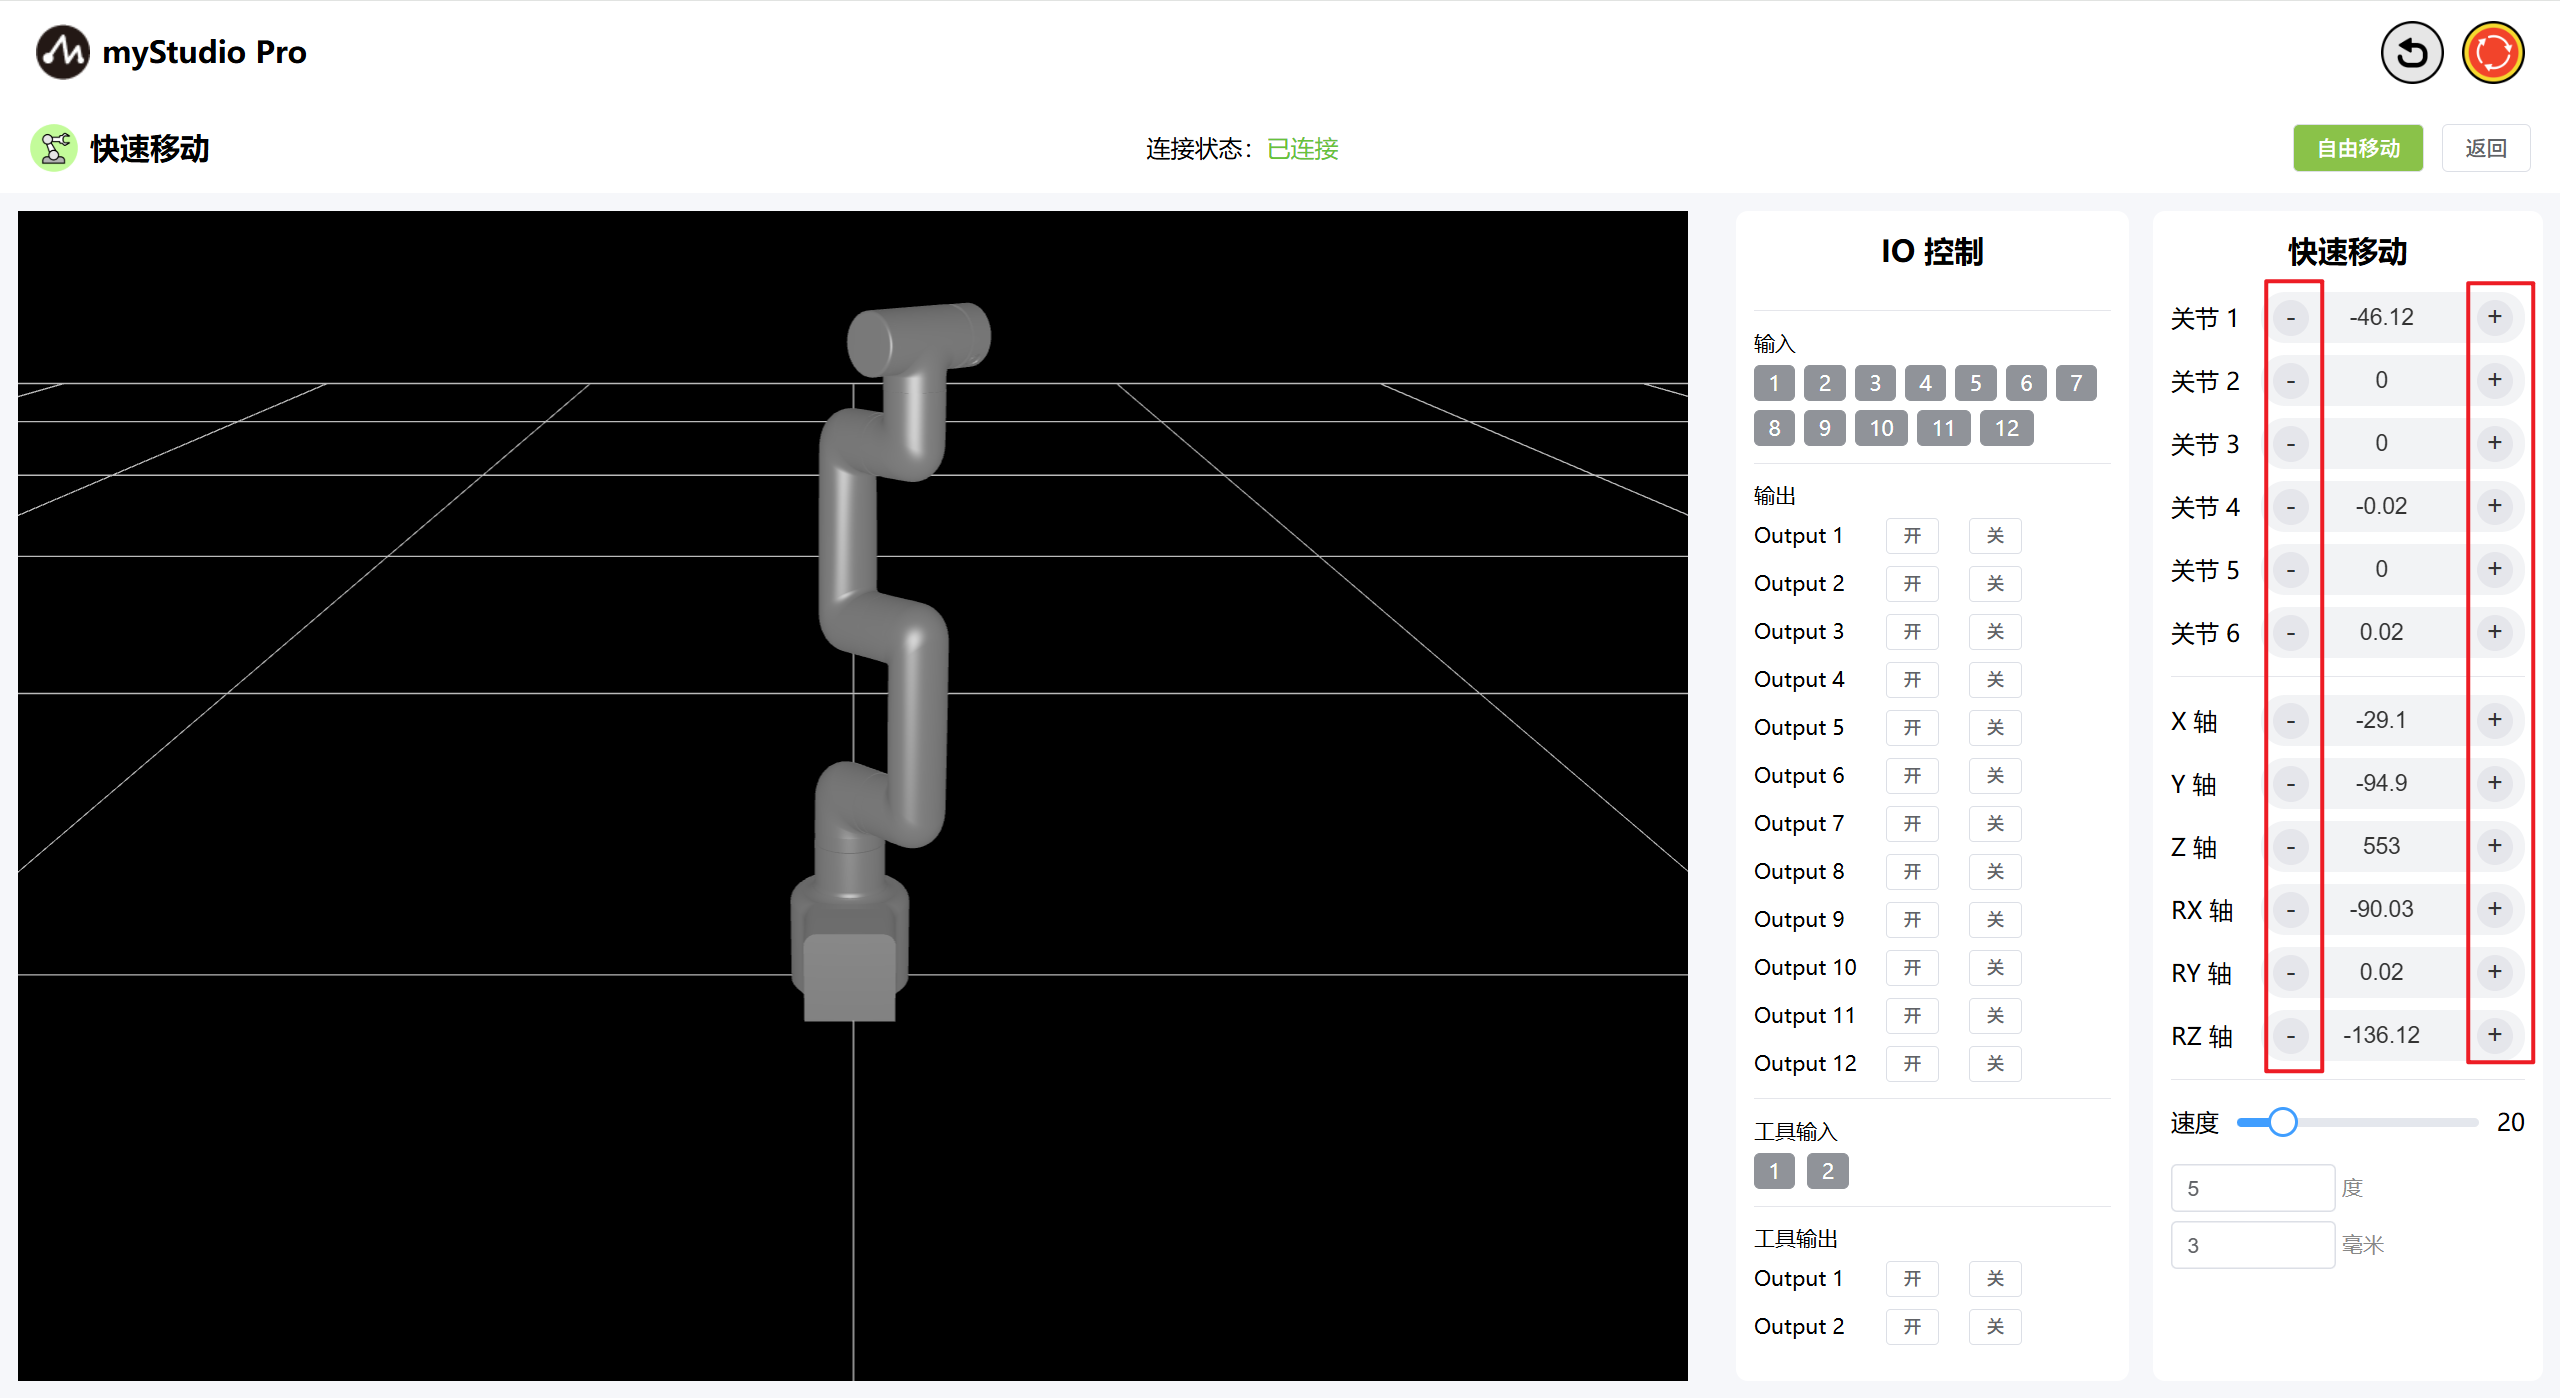 myStudio Pro
快速移动
连接状态：已连接
自由移动
返回
IO 控制
输入
1 2 3 4 5 6 7
8 9 10 11 12
输出
Output 1 开 关
Output 2 开 关
Output 3 开 关
Output 4 开 关
Output 5 开 关
Output 6 开 关
Output 7 开 关
Output 8 开 关
Output 9 开 关
Output 10 开 关
Output 11 开 关
Output 12 开 关
工具输入
1 2
工具输出
Output 1 开 关
Output 2 开 关
快速移动
关节 1 - -46.12 +
关节 2 - 0 +
关节 3 - 0 +
关节 4 - -0.02 +
关节 5 - 0 +
关节 6 - 0.02 +
X 轴 - -29.1 +
Y 轴 - -94.9 +
Z 轴 - 553 +
RX 轴 - -90.03 +
RY 轴 - 0.02 +
RZ 轴 - -136.12 +
速度 20
5 度
3 毫米